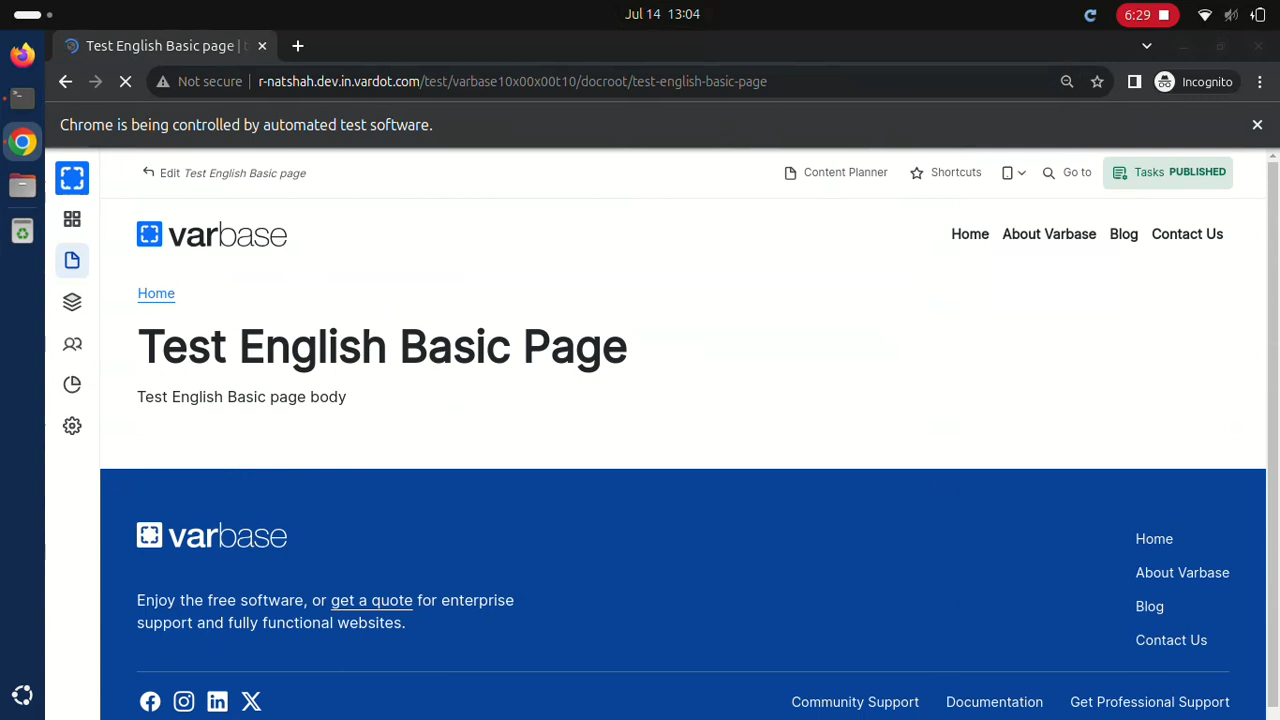 Jul 14 13:04
6:29
Test English Basic page | t
Not secure r-natshah.dev.in.vardot.com/test/varbase10x00x00t10/docroot/test-english-basic-page
Incognito
Chrome is being controlled by automated test software.
Edit Test English Basic page
Content Planner Shortcuts Go to Tasks PUBLISHED
varbase
Home About Varbase Blog Contact Us
Home
Test English Basic Page
Test English Basic page body
varbase
Enjoy the free software, or get a quote for enterprise
support and fully functional websites.
Home
About Varbase
Blog
Contact Us
Community Support Documentation Get Professional Support